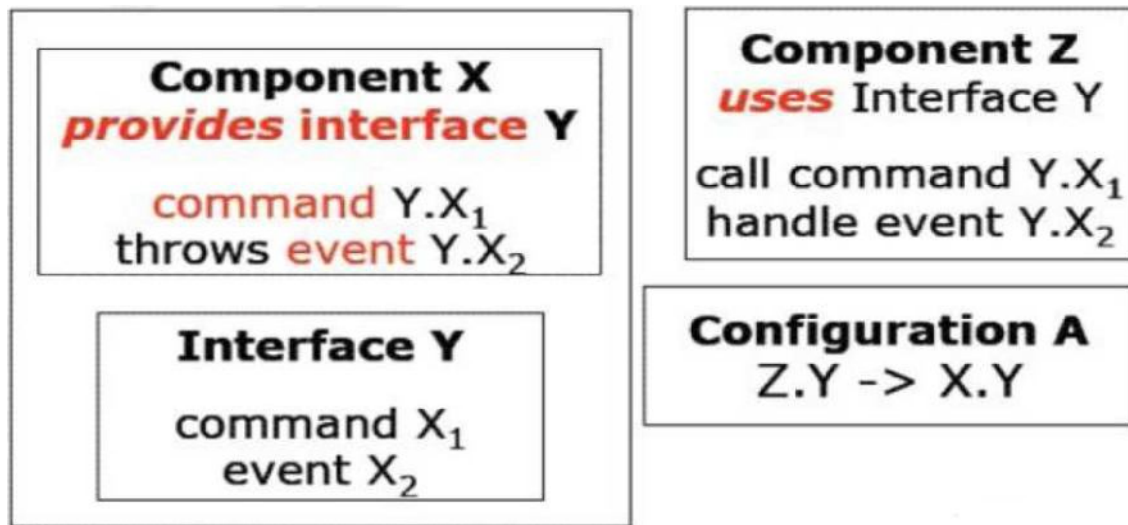 Component X
provides interface Y
command Y.X₁
throws event Y.X₂
Interface Y
command X₁
event X₂
Component Z
uses Interface Y
call command Y.X₁
handle event Y.X₂
Configuration A
Z.Y -> X.Y